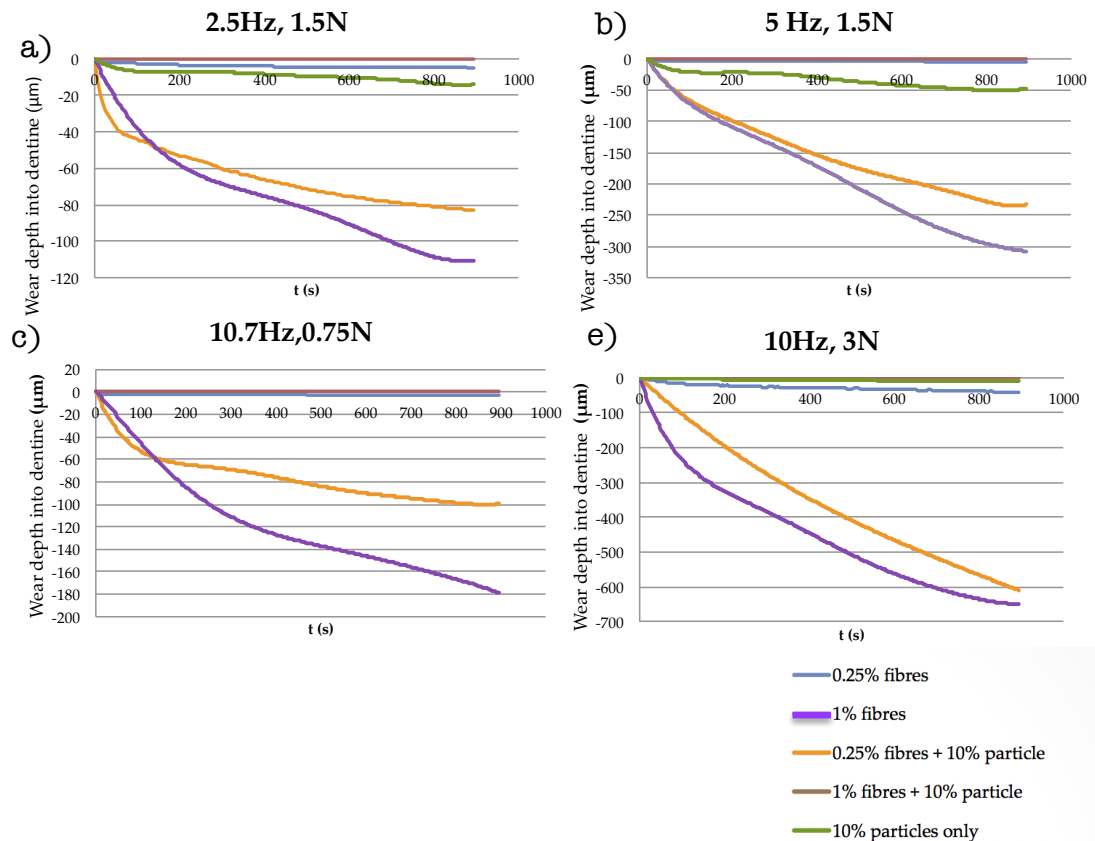 2.5Hz, 1.5N
a)
Wear depth into dentine (μm)
0
-20
-40
-60
-80
-100
-120
0 200 400 600 800 1000
t (s)
5 Hz, 1.5N
b)
Wear depth into dentine (μm)
0
-50
-100
-150
-200
-250
-300
-350
0 200 400 600 800 1000
t (s)
10.7Hz,0.75N
c)
Wear depth into dentine (μm)
20
0
-20
-40
-60
-80
-100
-120
-140
-160
-180
-200
0 100 200 300 400 500 600 700 800 900 1000
t (s)
10Hz, 3N
e)
Wear depth into dentine (μm)
0
-100
-200
-300
-400
-500
-600
-700
0 200 400 600 800 1000
t (s)
0.25% fibres
1% fibres
0.25% fibres + 10% particle
1% fibres + 10% particle
10% particles only